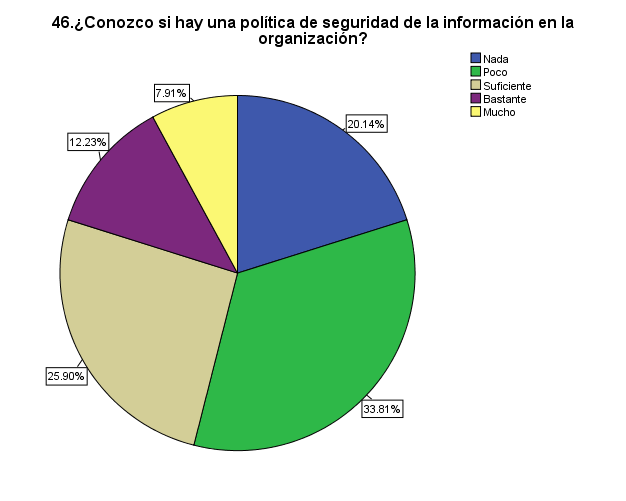 46.¿Conozco si hay una política de seguridad de la información en la
organización?
Nada
Poco
Suficiente
Bastante
Mucho
7.91%
20.14%
12.23%
25.90%
33.81%